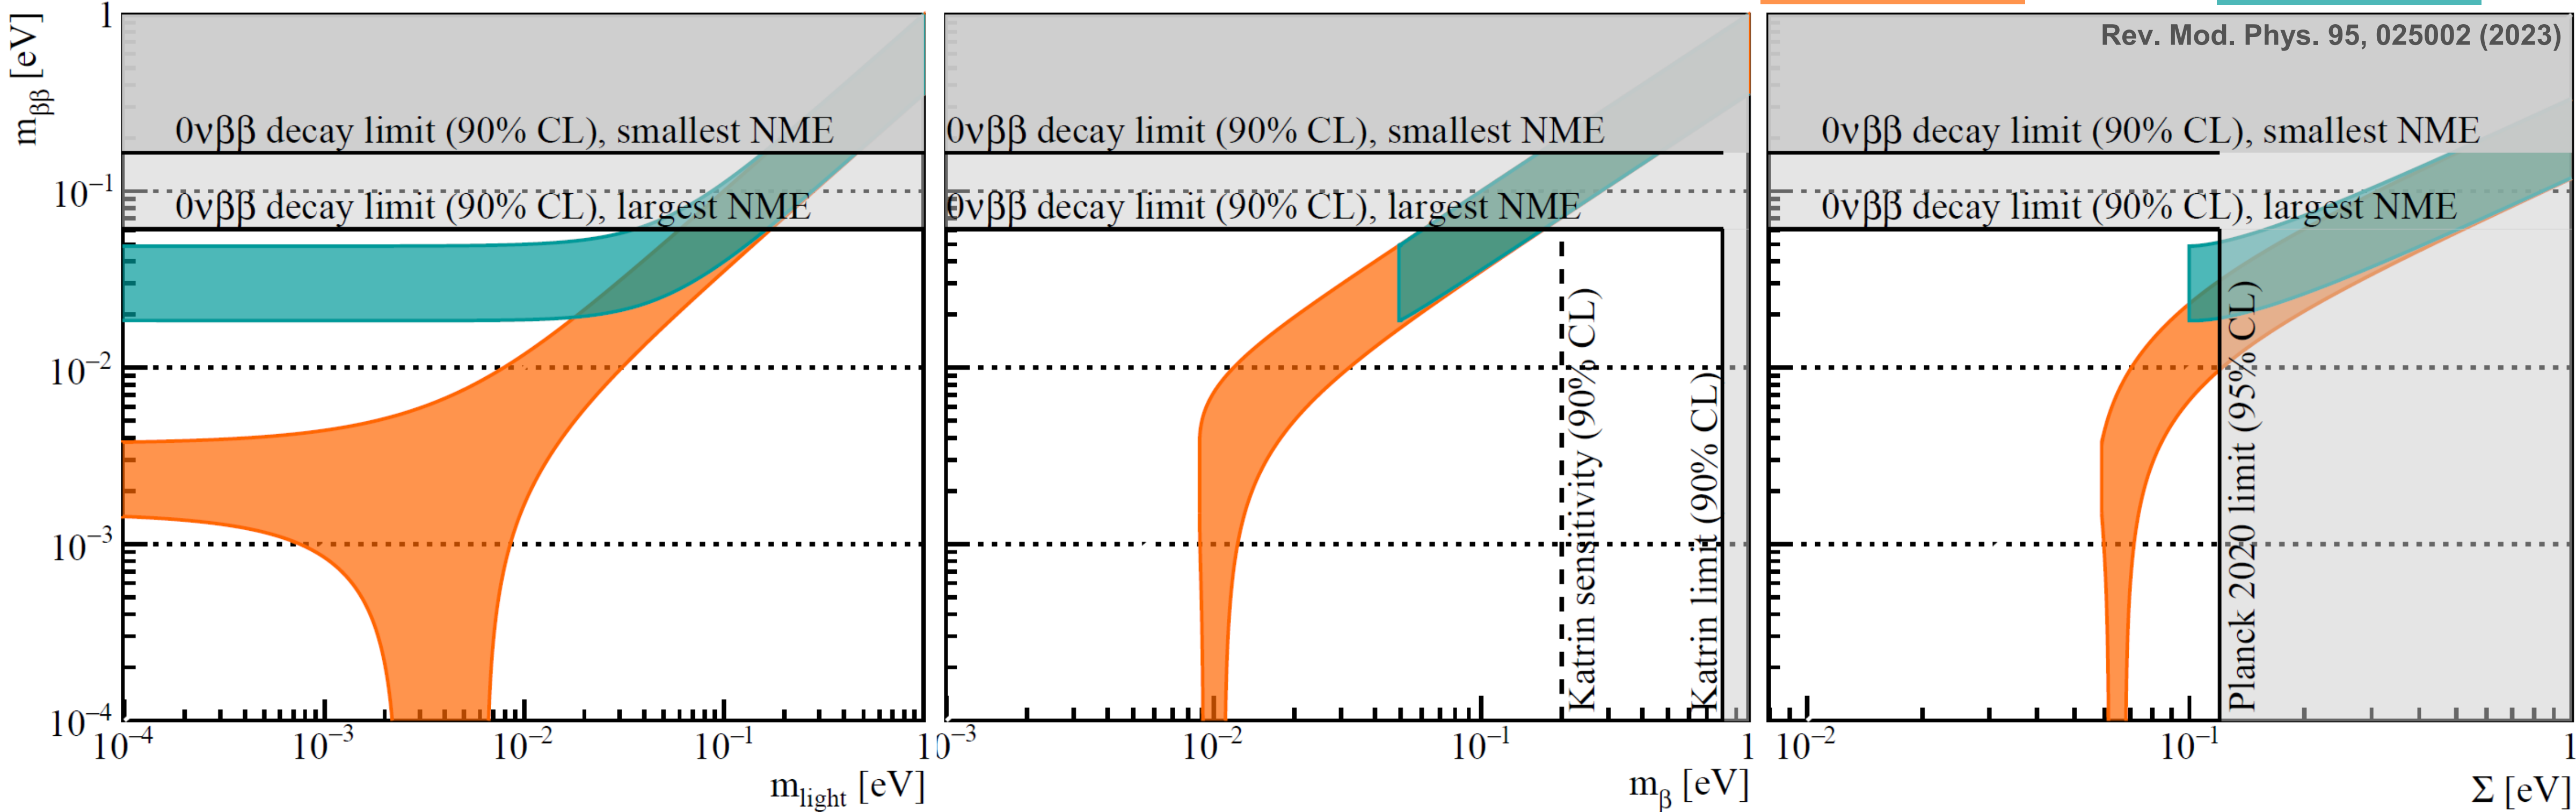 Rev. Mod. Phys. 95, 025002 (2023)
m_ββ [eV]
1
10⁻¹
10⁻²
10⁻³
10⁻⁴
0νββ decay limit (90% CL), smallest NME
0νββ decay limit (90% CL), largest NME
10⁻⁴ 10⁻³ 10⁻² 10⁻¹ 1
m_light [eV]
0νββ decay limit (90% CL), smallest NME
0νββ decay limit (90% CL), largest NME
Katrin sensitivity (90% CL)
Katrin limit (90% CL)
10⁻³ 10⁻² 10⁻¹ 1
m_β [eV]
0νββ decay limit (90% CL), smallest NME
0νββ decay limit (90% CL), largest NME
Planck 2020 limit (95% CL)
10⁻² 10⁻¹ 1
Σ [eV]